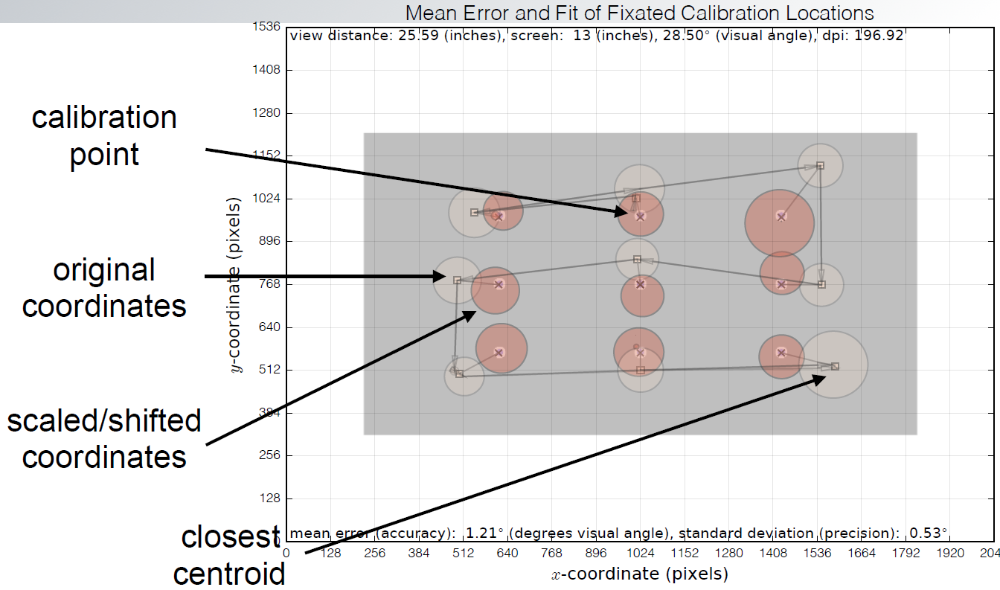 Mean Error and Fit of Fixated Calibration Locations
view distance: 25.59 (inches), screen: 13 (inches), 28.50° (visual angle), dpi: 196.92
1536
1408
1280
1152
1024
896
768
640
512
384
256
128
0
y-coordinate (pixels)
calibration
point
original
coordinates
scaled/shifted
coordinates
closest
centroid
mean error (accuracy): 1.21° (degrees visual angle), standard deviation (precision): 0.53°
0 128 256 384 512 640 768 896 1024 1152 1280 1408 1536 1664 1792 1920 204
x-coordinate (pixels)